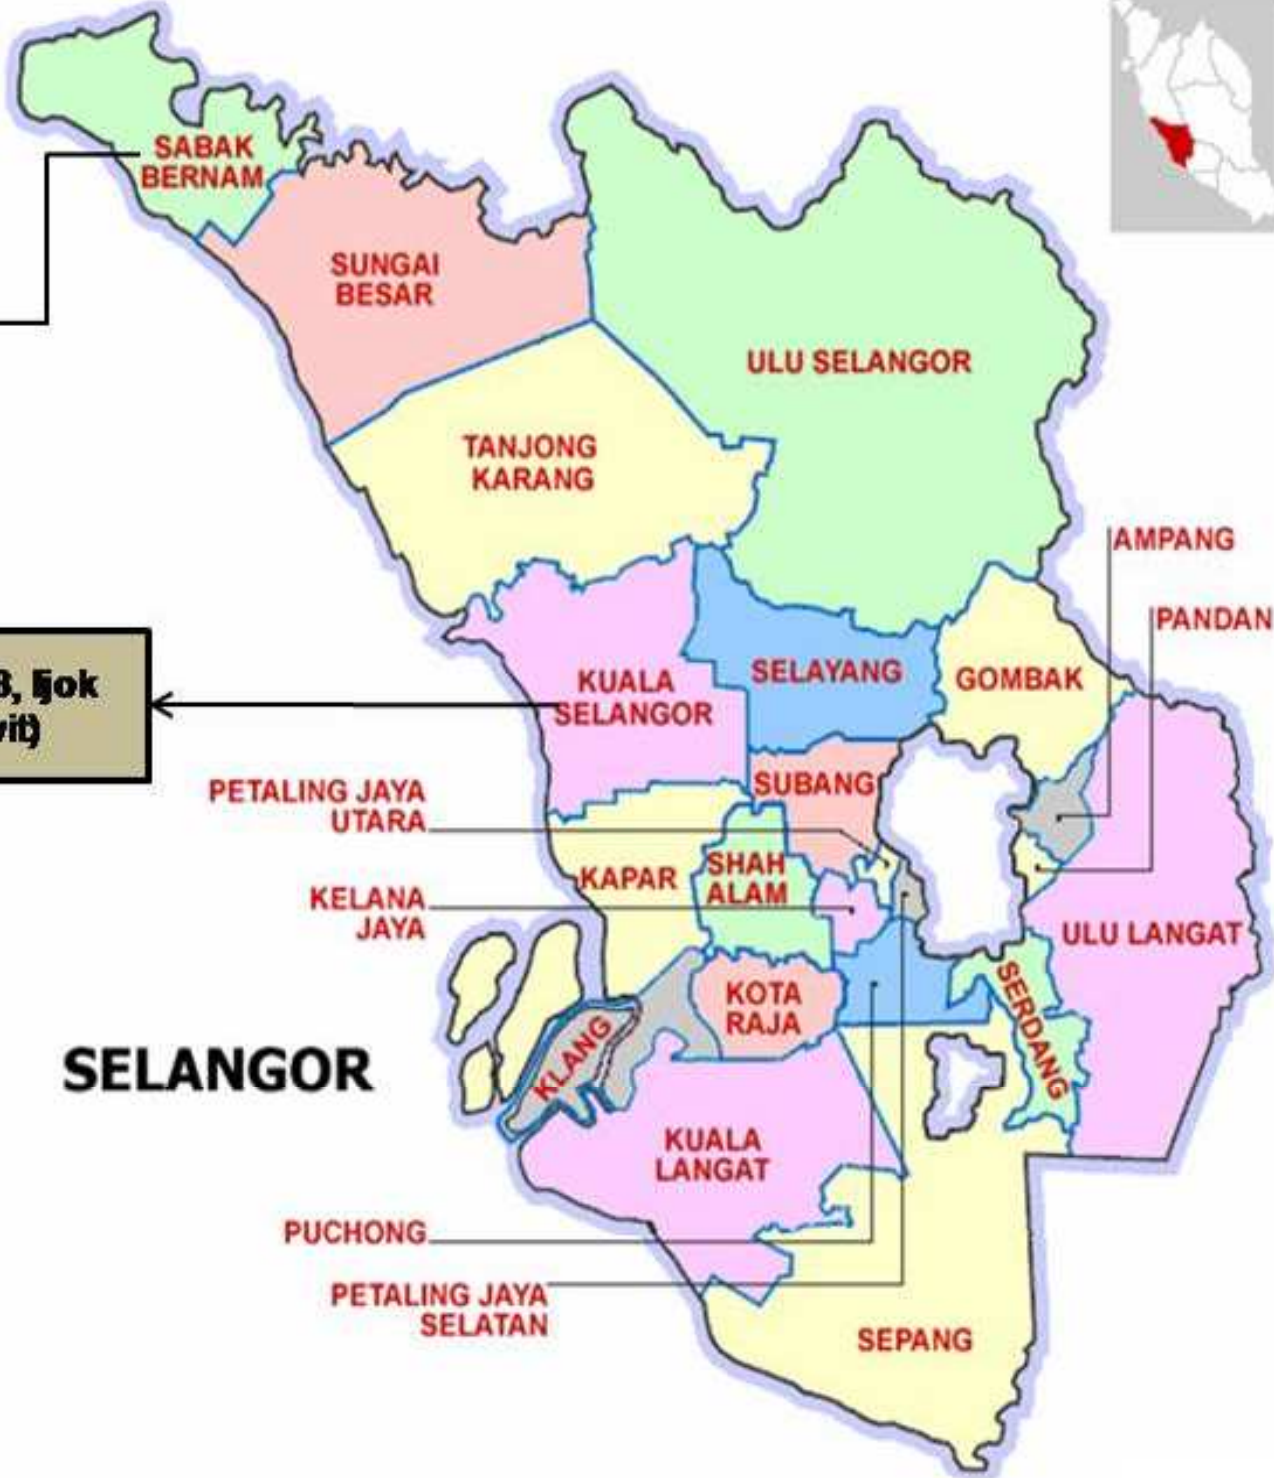 SABAK
BERNAM
SUNGAI
BESAR
ULU SELANGOR
TANJONG
KARANG
AMPANG
PANDAN
KUALA
SELANGOR
SELAYANG
GOMBAK
Ijok
PETALING JAYA
UTARA
SUBANG
KAPAR
SHAH
ALAM
KELANA
JAYA
ULU LANGAT
SERDANG
KOTA
RAJA
KLANG
SELANGOR
KUALA
LANGAT
PUCHONG
PETALING JAYA
SELATAN
SEPANG